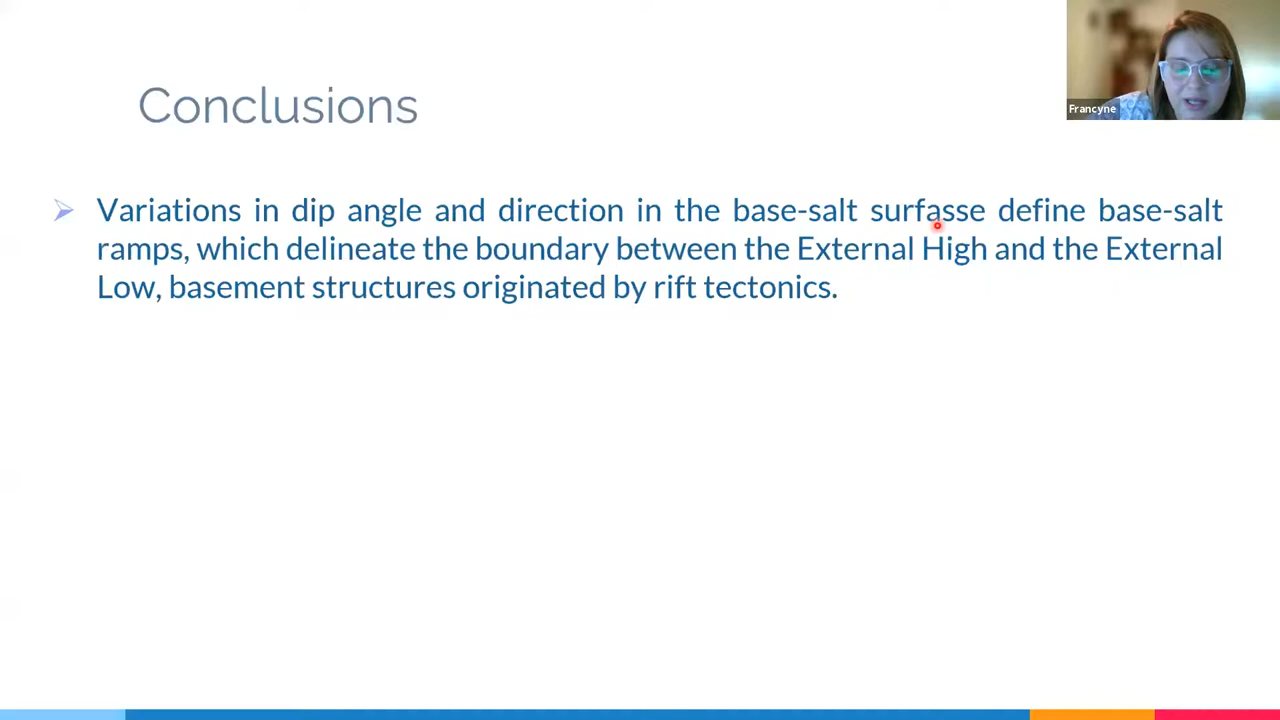 Francyne
Conclusions
Variations in dip angle and direction in the base-salt surfasse define base-salt
ramps, which delineate the boundary between the External High and the External
Low, basement structures originated by rift tectonics.